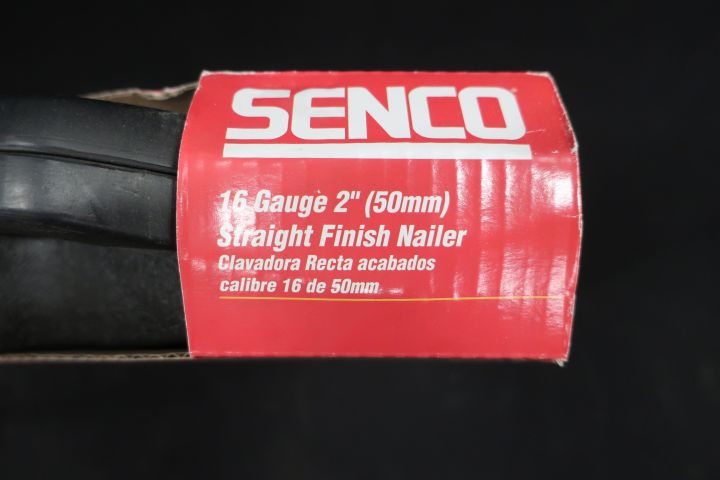 SENCO
16 Gauge 2" (50mm)
Straight Finish Nailer
Clavadora Recta acabados
calibre 16 de 50mm